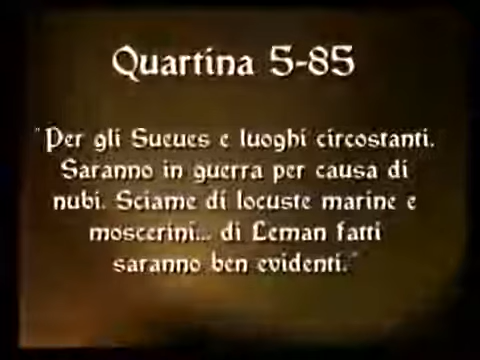 Quartina 5-85
"Per gli Sueues e luoghi circostanti.
Saranno in guerra per causa di
nubi. Sciame di locuste marine e
moscerini... di Leman fatti
saranno ben evidenti."